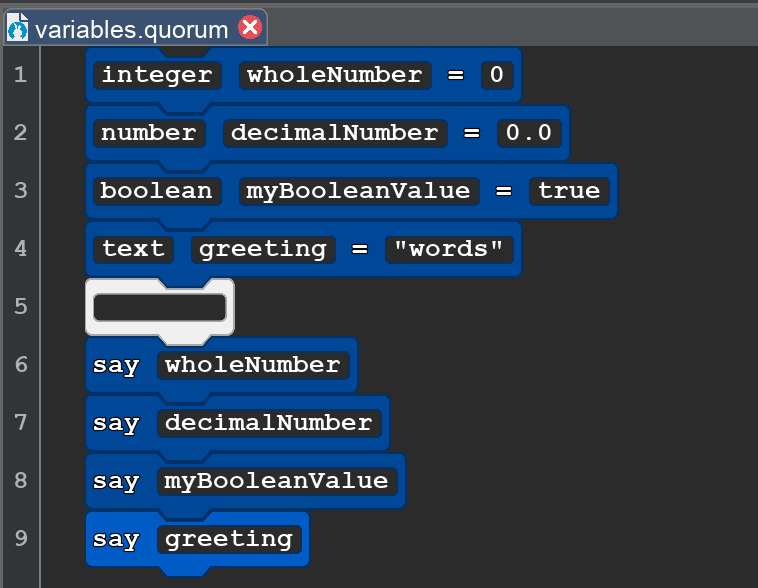 variables.quorum
1 integer wholeNumber = 0
2 number decimalNumber = 0.0
3 boolean myBooleanValue = true
4 text greeting = "words"
5
6 say wholeNumber
7 say decimalNumber
8 say myBooleanValue
9 say greeting